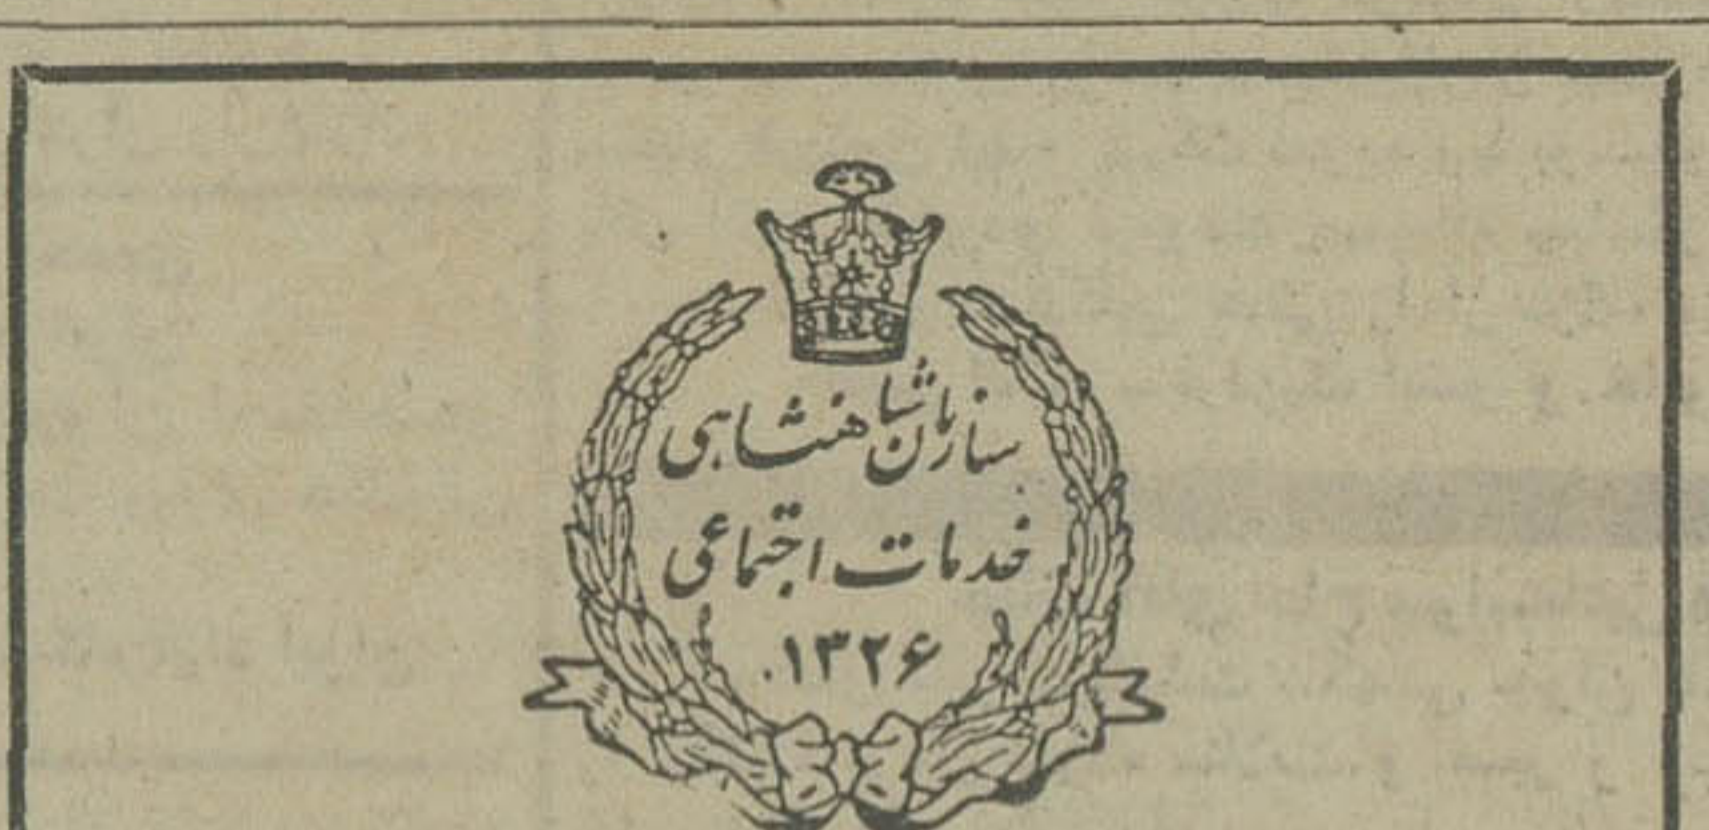 سازمان شاهنشاهی
خدمات اجتماعی
۱۳۲۶